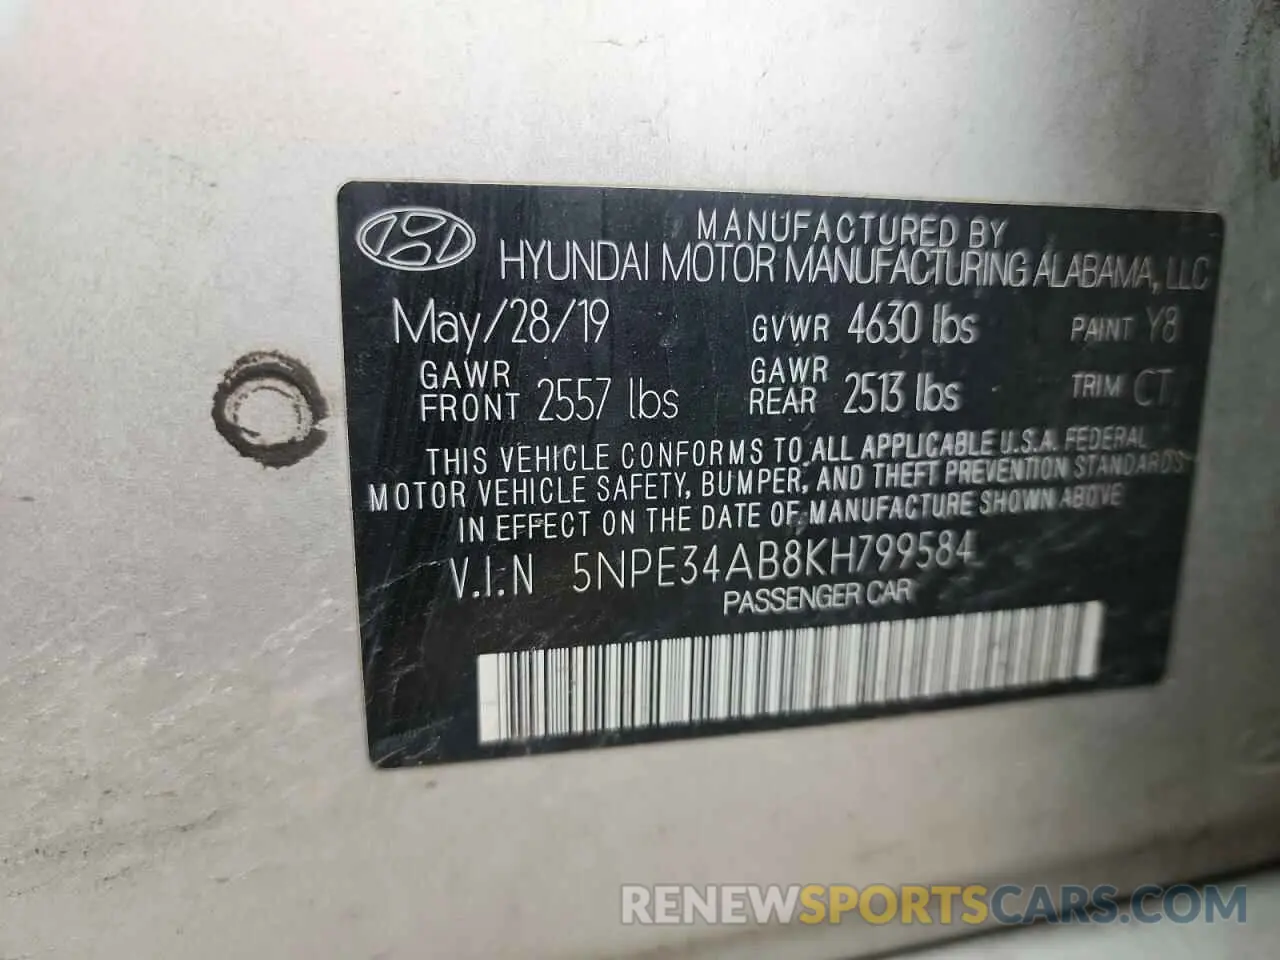 MANUFACTURED BY
HYUNDAI MOTOR MANUFACTURING ALABAMA, LLC
May/28/19 GVWR 4630 lbs PAINT Y8
GAWR FRONT 2557 lbs GAWR REAR 2513 lbs TRIM CT
THIS VEHICLE CONFORMS TO ALL APPLICABLE U.S.A. FEDERAL
MOTOR VEHICLE SAFETY, BUMPER, AND THEFT PREVENTION STANDARDS
IN EFFECT ON THE DATE OF MANUFACTURE SHOWN ABOVE
V.I.N 5NPE34AB8KH799584
PASSENGER CAR
RENEWSPORTSCARS.COM